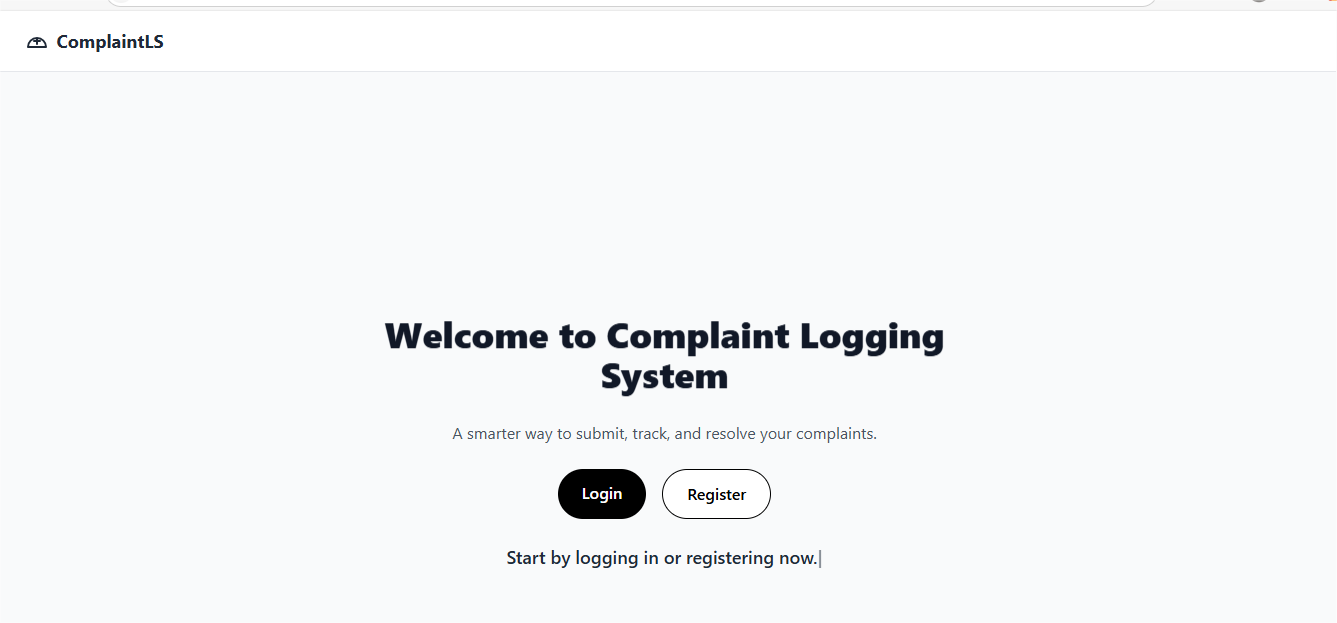 ComplaintLS
Welcome to Complaint Logging
System
A smarter way to submit, track, and resolve your complaints.
Login
Register
Start by logging in or registering now.|